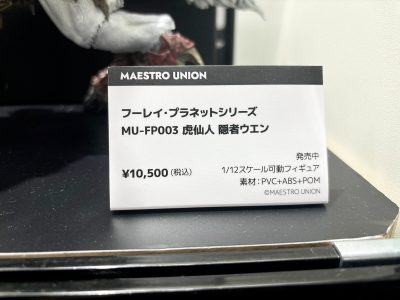 MAESTRO UNION
フーレイ・プラネットシリーズ
MU-FP003 虎仙人 隠者ウエン
発売中
¥10,500(税込)
1/12スケール可動フィギュア
素材：PVC+ABS+POM
©MAESTRO UNION